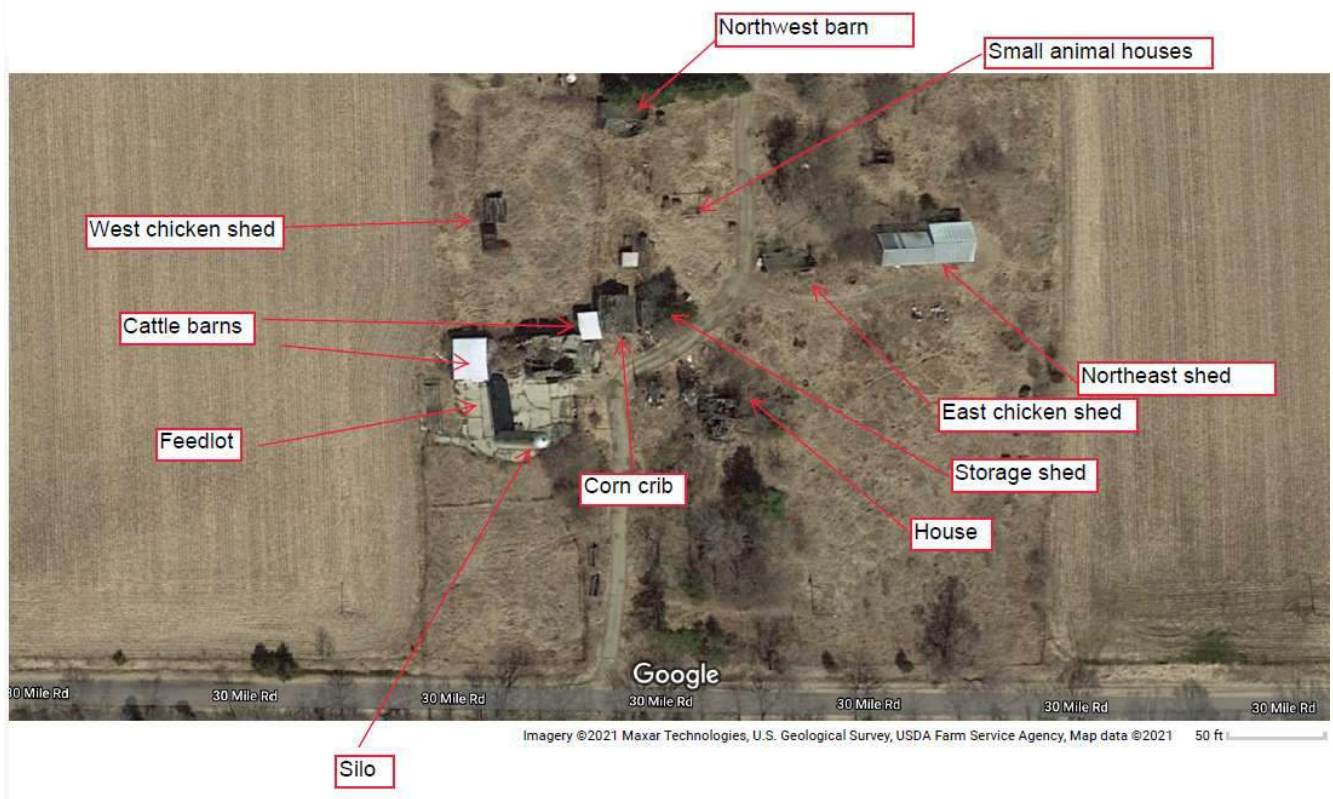 Northwest barn
Small animal houses
West chicken shed
Cattle barns
Northeast shed
East chicken shed
Feedlot
Storage shed
Corn crib
House
Google
30 Mile Rd 30 Mile Rd 30 Mile Rd 30 Mile Rd 30 Mile Rd 30 Mile Rd 30 Mile Rd
Imagery ©2021 Maxar Technologies, U.S. Geological Survey, USDA Farm Service Agency, Map data ©2021 50 ft
Silo